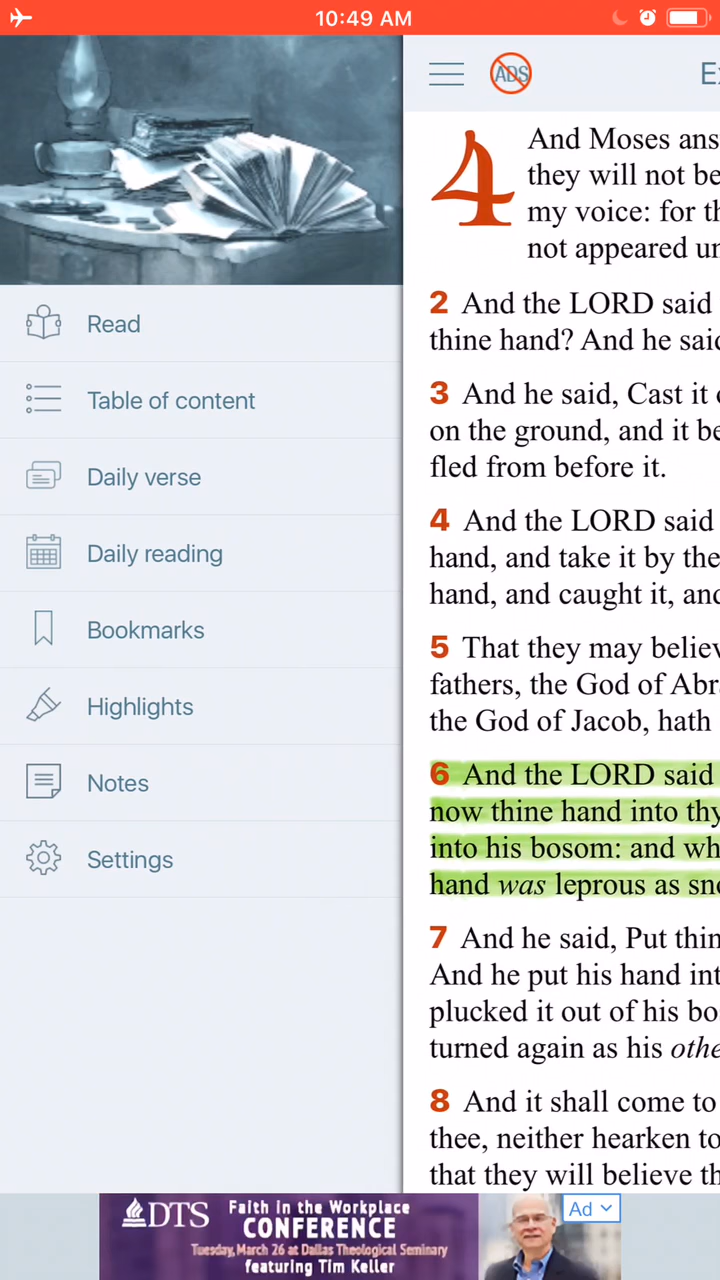 10:49 AM
Read
Table of content
Daily verse
Daily reading
Bookmarks
Highlights
Notes
Settings
ADS
4 And Moses ans
they will not be
my voice: for th
not appeared un
2 And the LORD said
thine hand? And he said
3 And he said, Cast it o
on the ground, and it be
fled from before it.
4 And the LORD said
hand, and take it by the
hand, and caught it, and
5 That they may believ
fathers, the God of Abr
the God of Jacob, hath
6 And the LORD said
now thine hand into thy
into his bosom: and wh
hand was leprous as sno
7 And he said, Put thin
And he put his hand int
plucked it out of his bo
turned again as his othe
8 And it shall come to
thee, neither hearken to
that they will believe th
DTS
Faith in the Workplace
CONFERENCE
Tuesday, March 26 at Dallas Theological Seminary
featuring Tim Keller
Ad